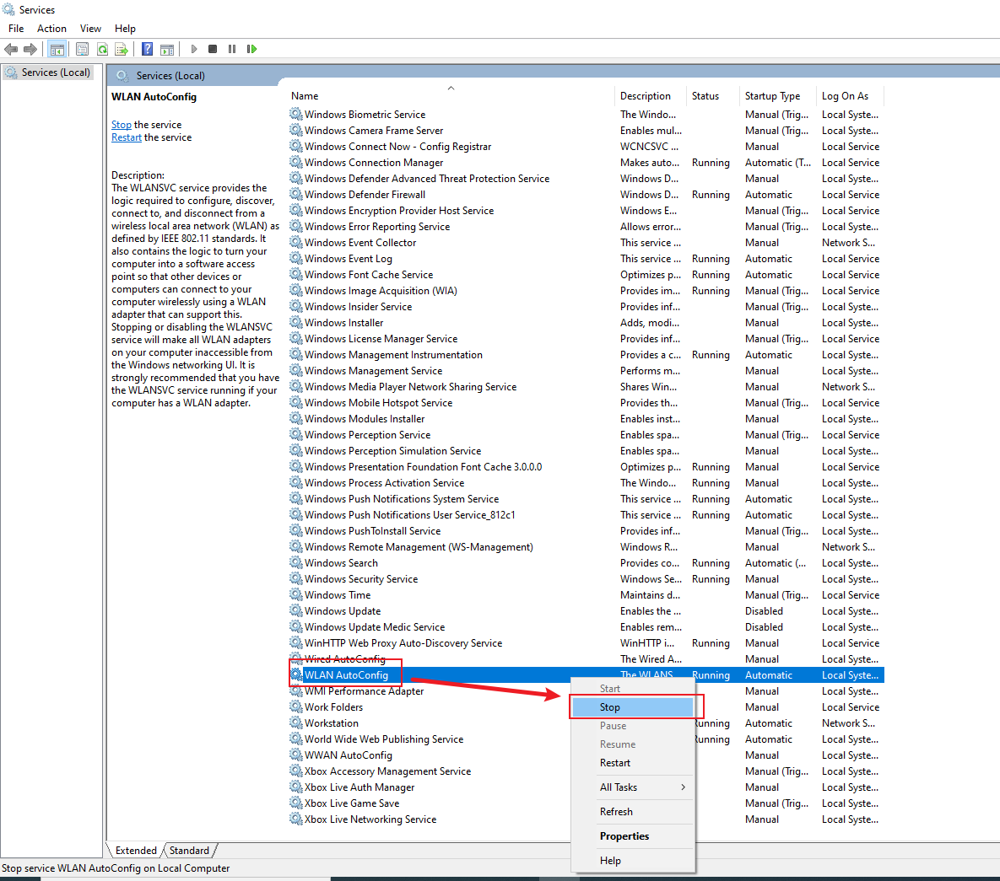 Services
File Action View Help
Services (Local)
Services (Local)
WLAN AutoConfig
Stop the service
Restart the service
Description:
The WLANSVC service provides the
logic required to configure, discover,
connect to, and disconnect from a
wireless local area network (WLAN) as
defined by IEEE 802.11 standards. It
also contains the logic to turn your
computer into a software access
point so that other devices or
computers can connect to your
computer wirelessly using a WLAN
adapter that can support this.
Stopping or disabling the WLANSVC
service will make all WLAN adapters
on your computer inaccessible from
the Windows networking UI. It is
strongly recommended that you have
the WLANSVC service running if your
computer has a WLAN adapter.
Name Description Status Startup Type Log On As
Windows Biometric Service The Windo... Manual (Trig... Local Syste...
Windows Camera Frame Server Enables mul... Manual (Trig... Local Syste...
Windows Connect Now - Config Registrar WCNCSVC ... Manual Local Service
Windows Connection Manager Makes auto... Running Automatic (T... Local Service
Windows Defender Advanced Threat Protection Service Windows D... Manual Local Syste...
Windows Defender Firewall Windows D... Running Automatic Local Service
Windows Encryption Provider Host Service Windows E... Manual (Trig... Local Service
Windows Error Reporting Service Allows error... Manual (Trig... Local Syste...
Windows Event Collector This service ... Manual Network S...
Windows Event Log This service ... Running Automatic Local Service
Windows Font Cache Service Optimizes p... Running Automatic Local Service
Windows Image Acquisition (WIA) Provides im... Running Manual (Trig... Local Service
Windows Insider Service Provides inf... Manual (Trig... Local Syste...
Windows Installer Adds, modi... Manual Local Syste...
Windows License Manager Service Provides inf... Manual (Trig... Local Service
Windows Management Instrumentation Provides a c... Running Automatic Local Syste...
Windows Management Service Performs m... Manual Local Syste...
Windows Media Player Network Sharing Service Shares Win... Manual Network S...
Windows Mobile Hotspot Service Provides th... Manual (Trig... Local Service
Windows Modules Installer Enables inst... Manual Local Syste...
Windows Perception Service Enables spa... Manual (Trig... Local Service
Windows Perception Simulation Service Enables spa... Manual Local Syste...
Windows Presentation Foundation Font Cache 3.0.0.0 Optimizes p... Running Manual Local Service
Windows Process Activation Service The Windo... Running Manual Local Syste...
Windows Push Notifications System Service This service ... Running Automatic Local Syste...
Windows Push Notifications User Service_812c1 This service ... Running Automatic Local Syste...
Windows PushToInstall Service Provides inf... Manual (Trig... Local Syste...
Windows Remote Management (WS-Management) Windows R... Manual Network S...
Windows Search Provides co... Running Automatic (... Local Syste...
Windows Security Service Windows Se... Running Manual Local Syste...
Windows Time Maintains d... Manual (Trig... Local Service
Windows Update Enables the ... Disabled Local Syste...
Windows Update Medic Service Enables rem... Disabled Local Syste...
WinHTTP Web Proxy Auto-Discovery Service WinHTTP i... Running Manual Local Service
Wired AutoConfig The Wired A... Manual Local Syste...
WLAN AutoConfig The WLANS Running Automatic Local Syste...
WMI Performance Adapter Manual Local Syste...
Work Folders Manual Local Service
Workstation Running Automatic Network S...
World Wide Web Publishing Service Running Automatic Local Syste...
WWAN AutoConfig Manual Local Syste...
Xbox Accessory Management Service Manual (Trig... Local Syste...
Xbox Live Auth Manager Manual Local Syste...
Xbox Live Game Save Manual (Trig... Local Syste...
Xbox Live Networking Service Manual Local Syste...
Start
Stop
Pause
Resume
Restart
All Tasks
Refresh
Properties
Help
Extended Standard
Stop service WLAN AutoConfig on Local Computer